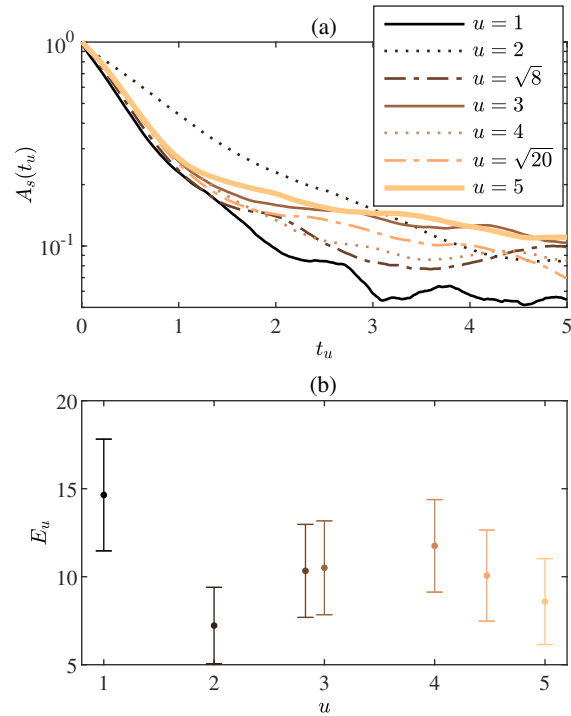 (a)
u = 1
u = 2
u = √8
u = 3
u = 4
u = √20
u = 5
10^0
10^{-1}
A_s(t_u)
0 1 2 3 4 5
t_u
(b)
20
15
10
5
E_u
1 2 3 4 5
u